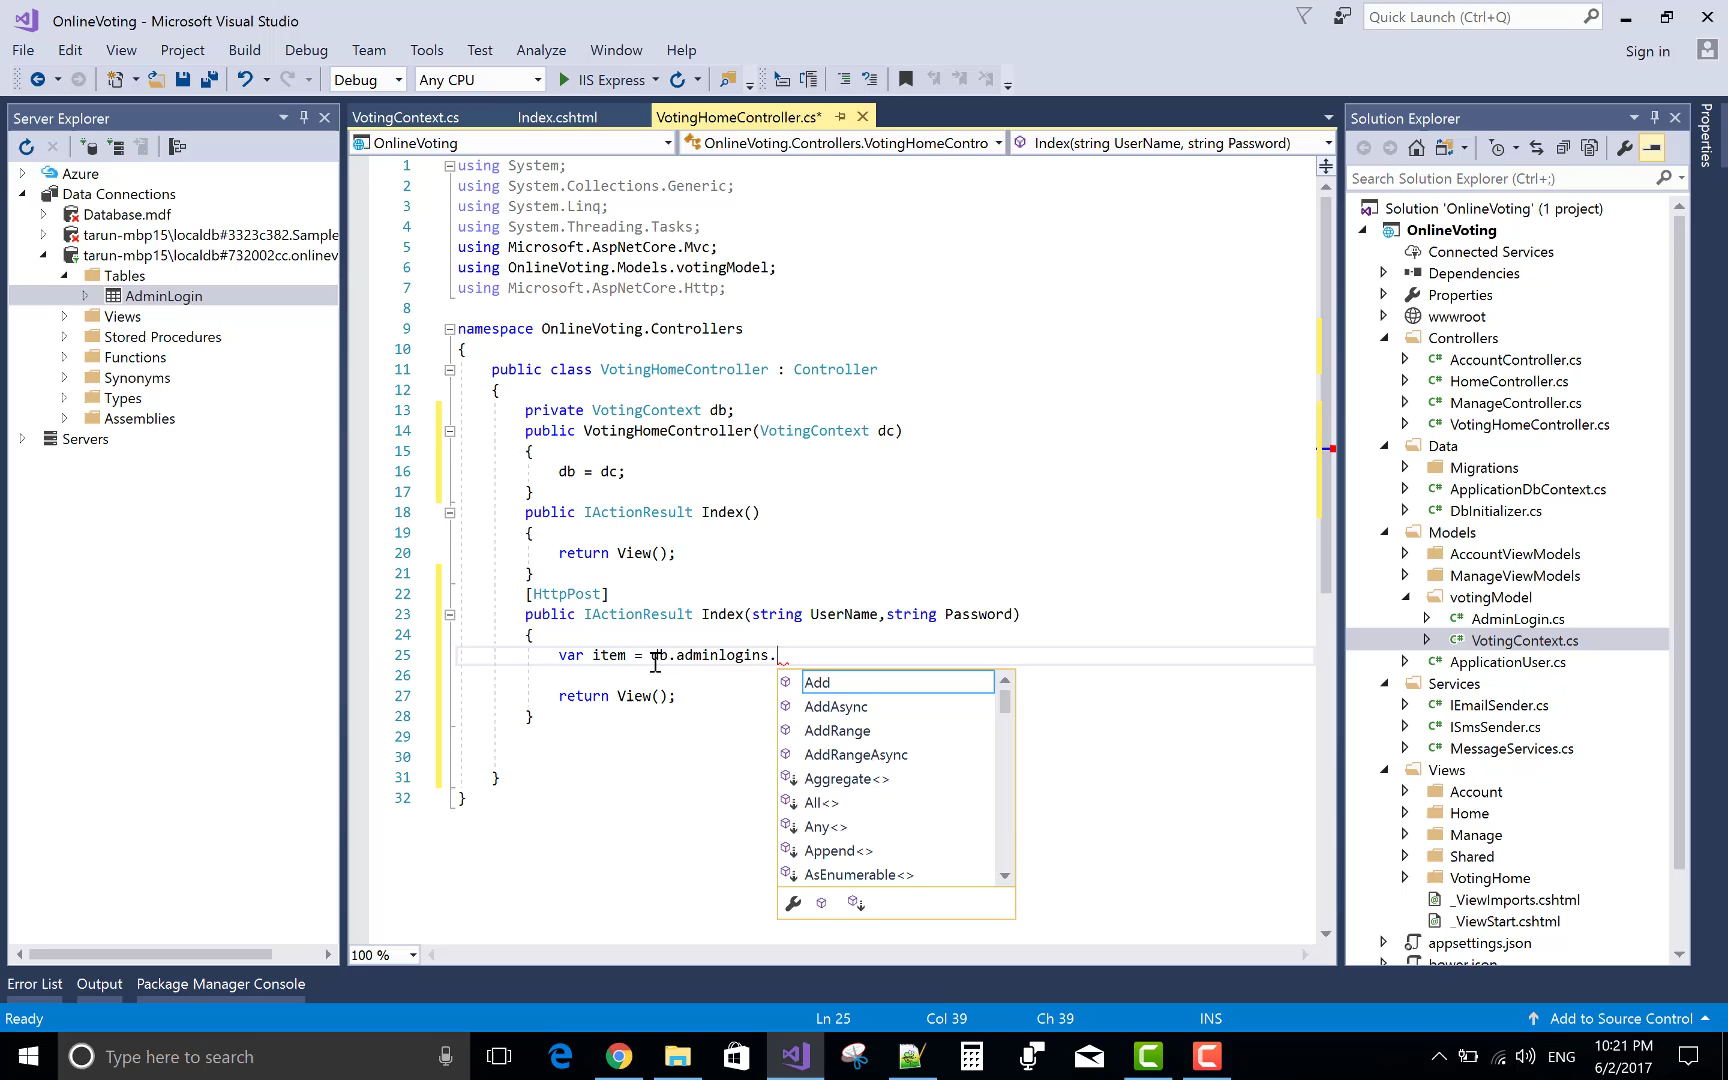 OnlineVoting - Microsoft Visual Studio
Quick Launch (Ctrl+Q)
File Edit View Project Build Debug Team Tools Test Analyze Window Help
Sign in
Debug Any CPU IIS Express
Server Explorer
Azure
Data Connections
Database.mdf
tarun-mbp15\localdb#3323c382.Sample
tarun-mbp15\localdb#732002cc.onlinev
Tables
AdminLogin
Views
Stored Procedures
Functions
Synonyms
Types
Assemblies
Servers
VotingContext.cs Index.cshtml VotingHomeController.cs*
OnlineVoting OnlineVoting.Controllers.VotingHomeContro Index(string UserName, string Password)
1 using System;
2 using System.Collections.Generic;
3 using System.Linq;
4 using System.Threading.Tasks;
5 using Microsoft.AspNetCore.Mvc;
6 using OnlineVoting.Models.votingModel;
7 using Microsoft.AspNetCore.Http;
8
9 namespace OnlineVoting.Controllers
10 {
11 public class VotingHomeController : Controller
12 {
13 private VotingContext db;
14 public VotingHomeController(VotingContext dc)
15 {
16 db = dc;
17 }
18 public IActionResult Index()
19 {
20 return View();
21 }
22 [HttpPost]
23 public IActionResult Index(string UserName,string Password)
24 {
25 var item = db.adminlogins.
26
27 return View();
28 }
29
30
31 }
32 }
Add
AddAsync
AddRange
AddRangeAsync
Aggregate<>
All<>
Any<>
Append<>
AsEnumerable<>
100 %
Solution Explorer
Search Solution Explorer (Ctrl+;)
Solution 'OnlineVoting' (1 project)
OnlineVoting
Connected Services
Dependencies
Properties
wwwroot
Controllers
AccountController.cs
HomeController.cs
ManageController.cs
VotingHomeController.cs
Data
Migrations
ApplicationDbContext.cs
DbInitializer.cs
Models
AccountViewModels
ManageViewModels
votingModel
AdminLogin.cs
VotingContext.cs
ApplicationUser.cs
Services
IEmailSender.cs
ISmsSender.cs
MessageServices.cs
Views
Account
Home
Manage
Shared
VotingHome
_ViewImports.cshtml
_ViewStart.cshtml
appsettings.json
bower.json
Properties
Error List Output Package Manager Console
Ready Ln 25 Col 39 Ch 39 INS Add to Source Control
Type here to search
ENG
10:21 PM
6/2/2017